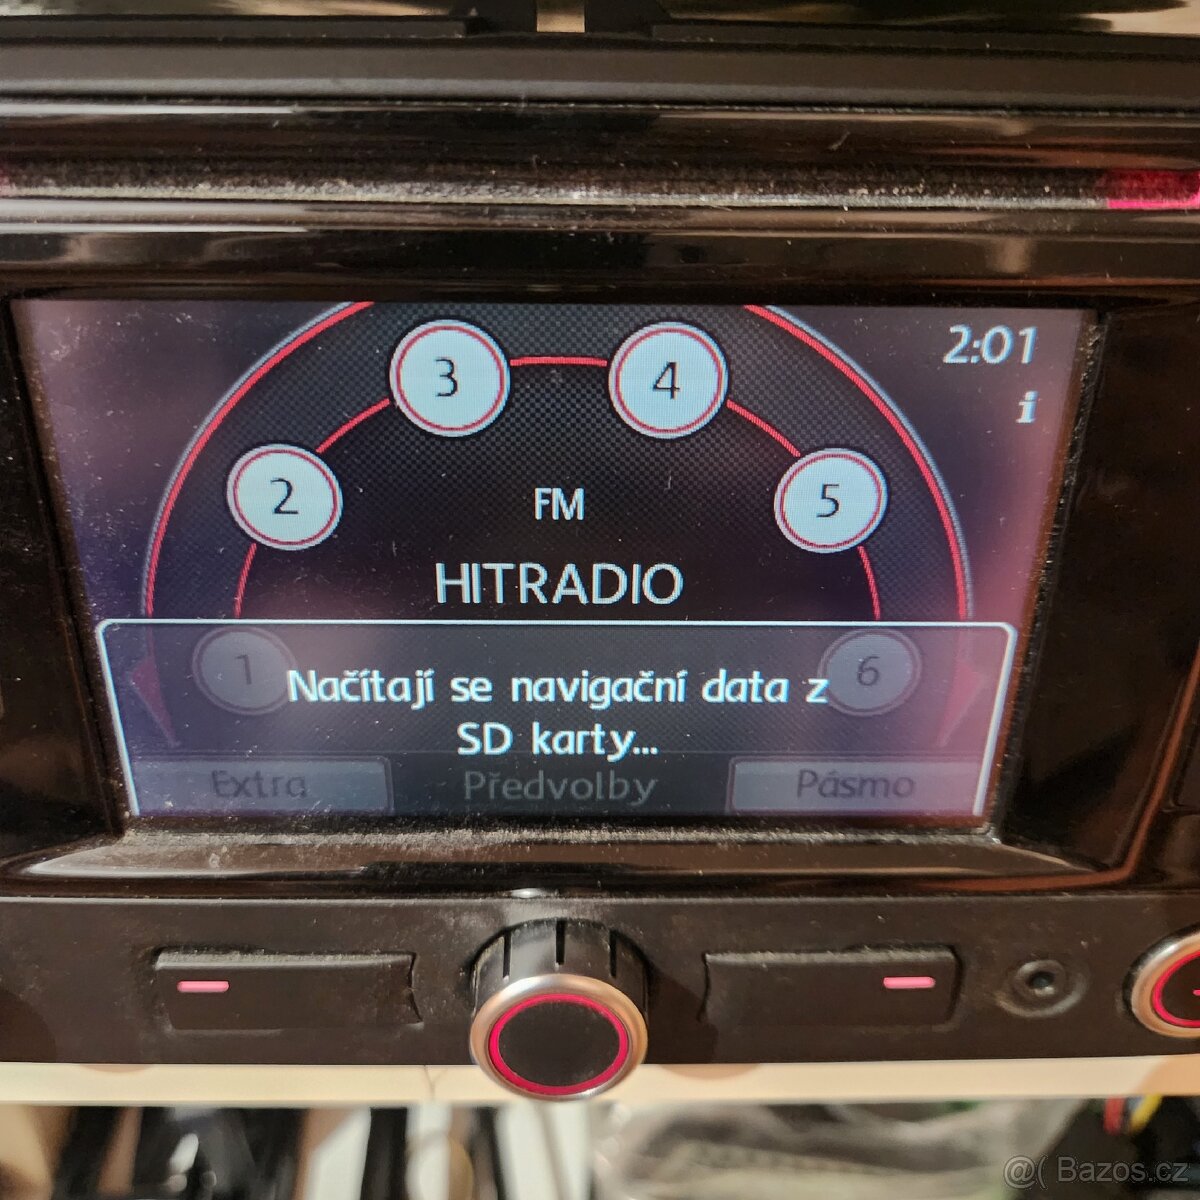 2:01
i
3
4
2
5
FM
HITRADIO
1
6
Načítají se navigační data z
SD karty...
Extra
Předvolby
Pásmo
@( Bazos.cz